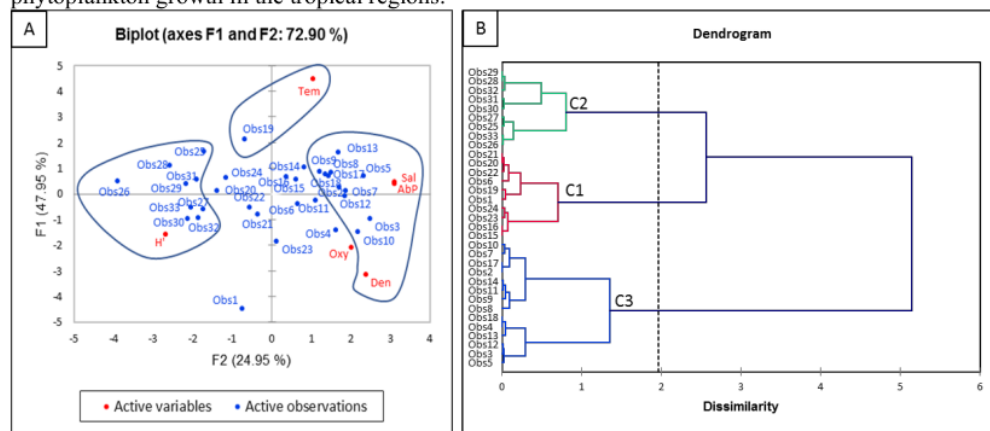 phytoplankton growth in the tropical regions.
A
Biplot (axes F1 and F2: 72.90 %)
5
4
3
2
1
0
-1
-2
-3
-4
-5
F1 (47.95 %)
Tem
Obs19
Obs25
Obs28
Obs31
Obs26
Obs29
Obs24
Obs20
Obs33
Obs27
Obs30
Obs32
H'
Obs22
Obs21
Obs23
Obs1
Obs14
Obs16
Obs15
Obs6
Obs11
Obs13
Obs9
Obs8
Obs5
Obs17
Obs18
Obs7
Obs12
Obs3
Obs4
Obs10
Sal
AbP
Oxy
Den
-5 -4 -3 -2 -1 0 1 2 3 4
F2 (24.95 %)
Active variables
Active observations
B
Dendrogram
Obs29
Obs28
Obs32
Obs31
Obs30
Obs27
Obs25
Obs33
Obs26
Obs21
Obs20
Obs22
Obs6
Obs19
Obs1
Obs24
Obs23
Obs16
Obs15
Obs10
Obs7
Obs17
Obs2
Obs14
Obs11
Obs9
Obs8
Obs18
Obs4
Obs13
Obs12
Obs3
Obs5
C2
C1
C3
0 1 2 3 4 5 6
Dissimilarity